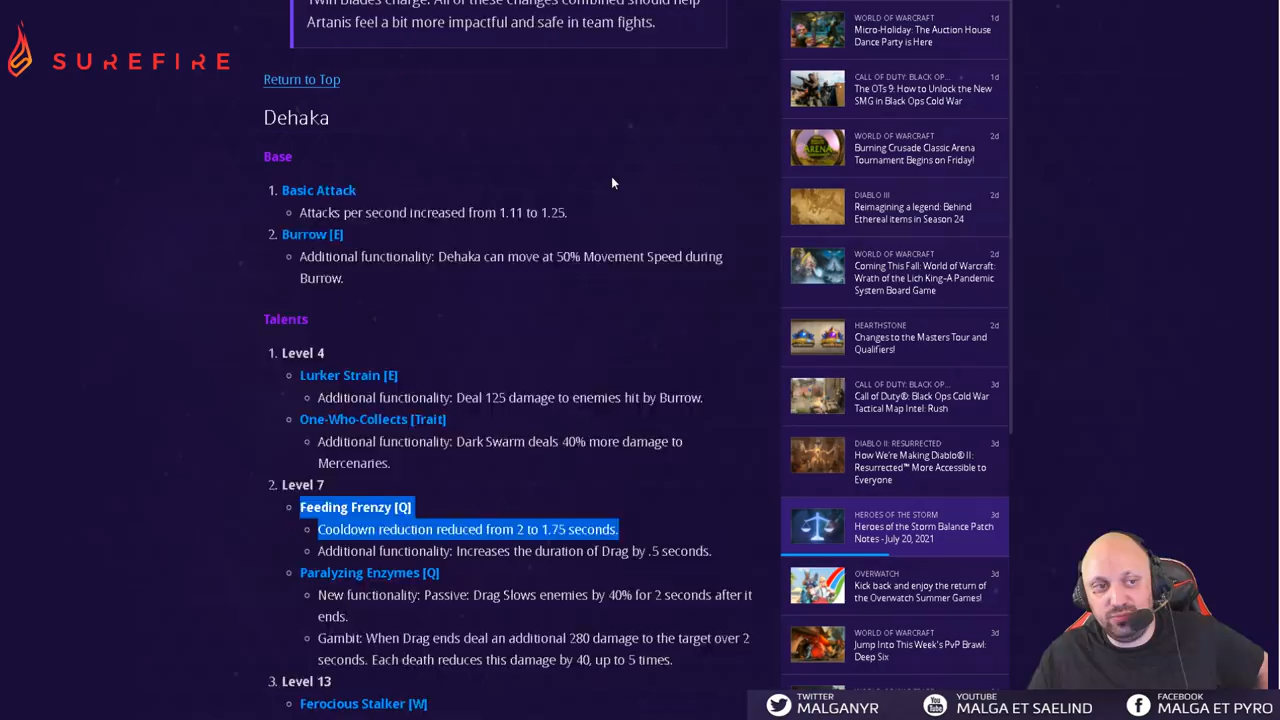 Twin Blades charge. All of these changes combined should help
Artanis feel a bit more impactful and safe in team fights.
SUREFIRE
Return to Top
Dehaka
Base
1. Basic Attack
Attacks per second increased from 1.11 to 1.25.
2. Burrow [E]
Additional functionality: Dehaka can move at 50% Movement Speed during
Burrow.
Talents
1. Level 4
Lurker Strain [E]
Additional functionality: Deal 125 damage to enemies hit by Burrow.
One-Who-Collects [Trait]
Additional functionality: Dark Swarm deals 40% more damage to
Mercenaries.
2. Level 7
Feeding Frenzy [Q]
Cooldown reduction reduced from 2 to 1.75 seconds.
Additional functionality: Increases the duration of Drag by .5 seconds.
Paralyzing Enzymes [Q]
New functionality: Passive: Drag Slows enemies by 40% for 2 seconds after it
ends.
Gambit: When Drag ends deal an additional 280 damage to the target over 2
seconds. Each death reduces this damage by 40, up to 5 times.
3. Level 13
Ferocious Stalker [W]
WORLD OF WARCRAFT 1d
Micro-Holiday: The Auction House
Dance Party is Here
CALL OF DUTY: BLACK OP... 1d
The OTs 9: How to Unlock the New
SMG in Black Ops Cold War
WORLD OF WARCRAFT 2d
Burning Crusade Classic Arena
Tournament Begins on Friday!
DIABLO III 2d
Reimagining a legend: Behind
Ethereal items in Season 24
WORLD OF WARCRAFT 2d
Coming This Fall: World of Warcraft:
Wrath of the Lich King–A Pandemic
System Board Game
HEARTHSTONE 2d
Changes to the Masters Tour and
Qualifiers!
CALL OF DUTY: BLACK OP... 3d
Call of Duty®: Black Ops Cold War
Tactical Map Intel: Rush
DIABLO II: RESURRECTED 3d
How We're Making Diablo® II:
Resurrected™ More Accessible to
Everyone
HEROES OF THE STORM 3d
Heroes of the Storm Balance Patch
Notes - July 20, 2021
OVERWATCH 3d
Kick back and enjoy the return of
the Overwatch Summer Games!
WORLD OF WARCRAFT 3d
Jump Into This Week's PvP Brawl:
Deep Six
TWITTER
MALGANYR
YOUTUBE
MALGA ET SAELIND
FACEBOOK
MALGA ET PYRO